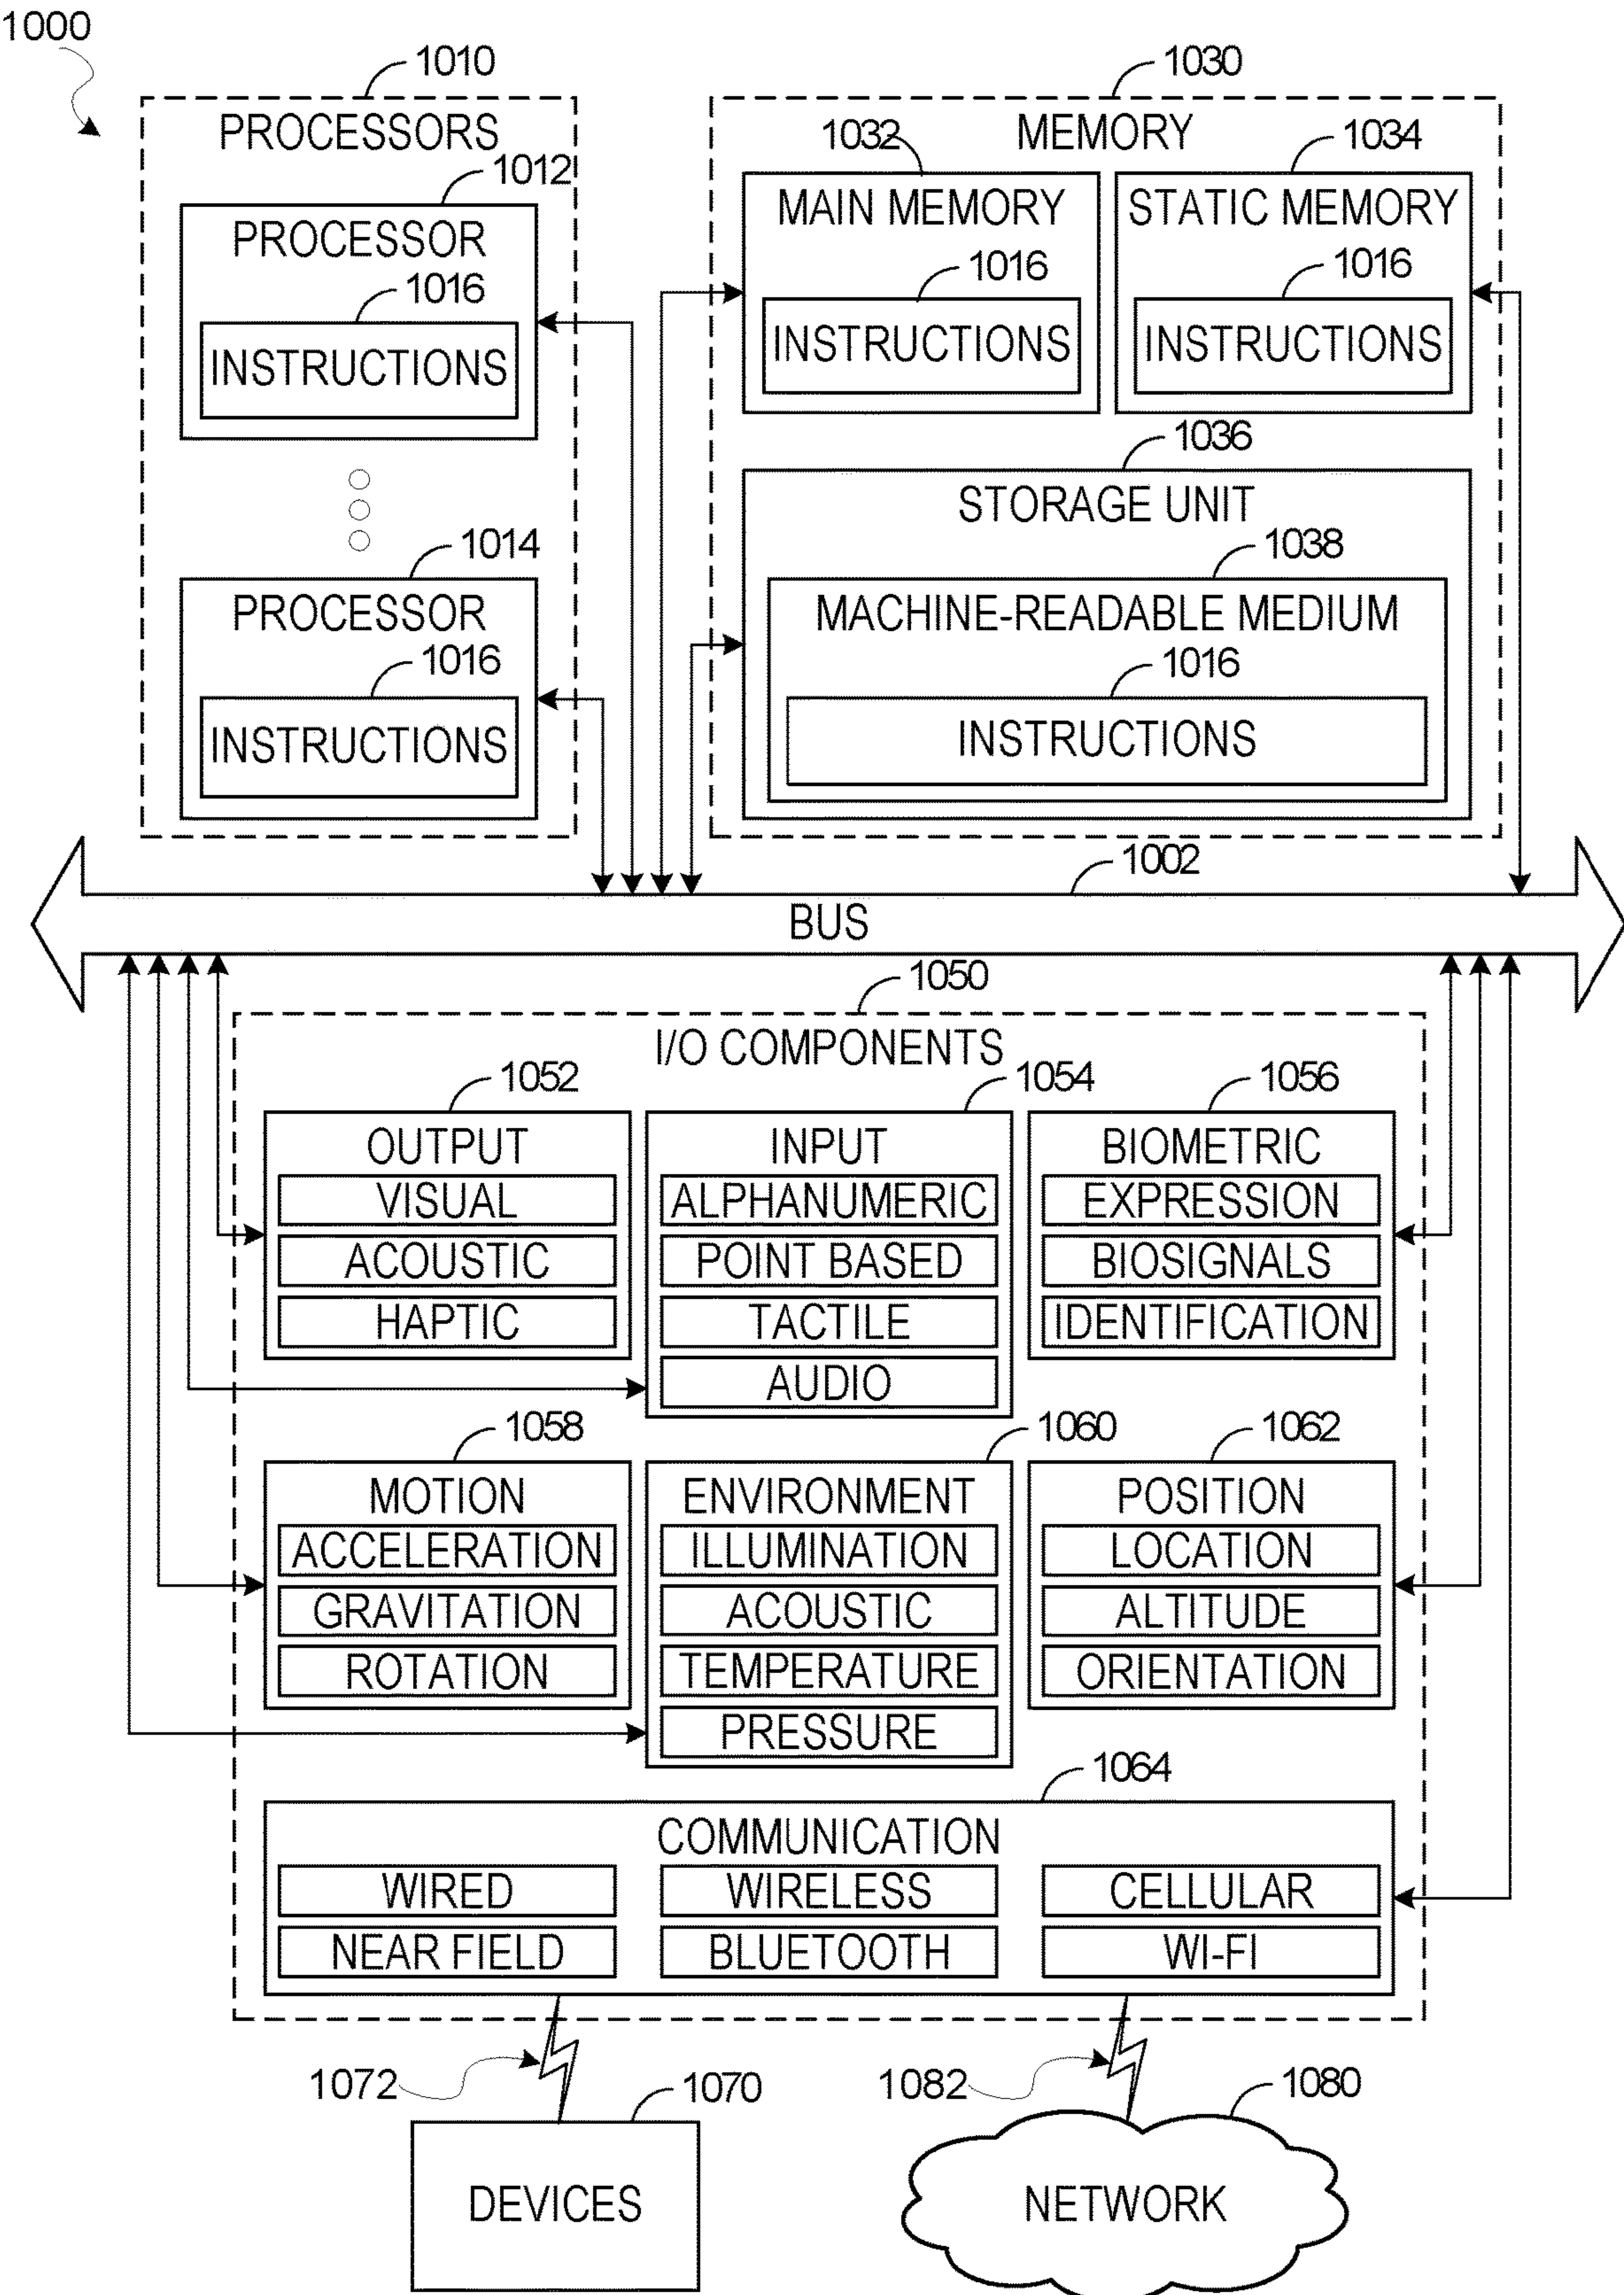 1000
1010
1030
PROCESSORS
MEMORY
1032
1034
1012
PROCESSOR
1016
INSTRUCTIONS
MAIN MEMORY
1016
INSTRUCTIONS
STATIC MEMORY
1016
INSTRUCTIONS
1014
PROCESSOR
1016
INSTRUCTIONS
1036
STORAGE UNIT
1038
MACHINE-READABLE MEDIUM
1016
INSTRUCTIONS
1002
BUS
1050
I/O COMPONENTS
1052
OUTPUT
VISUAL
ACOUSTIC
HAPTIC
1054
INPUT
ALPHANUMERIC
POINT BASED
TACTILE
AUDIO
1056
BIOMETRIC
EXPRESSION
BIOSIGNALS
IDENTIFICATION
1058
MOTION
ACCELERATION
GRAVITATION
ROTATION
1060
ENVIRONMENT
ILLUMINATION
ACOUSTIC
TEMPERATURE
PRESSURE
1062
POSITION
LOCATION
ALTITUDE
ORIENTATION
1064
COMMUNICATION
WIRED
WIRELESS
CELLULAR
NEAR FIELD
BLUETOOTH
WI-FI
1072
1070
DEVICES
1082
1080
NETWORK